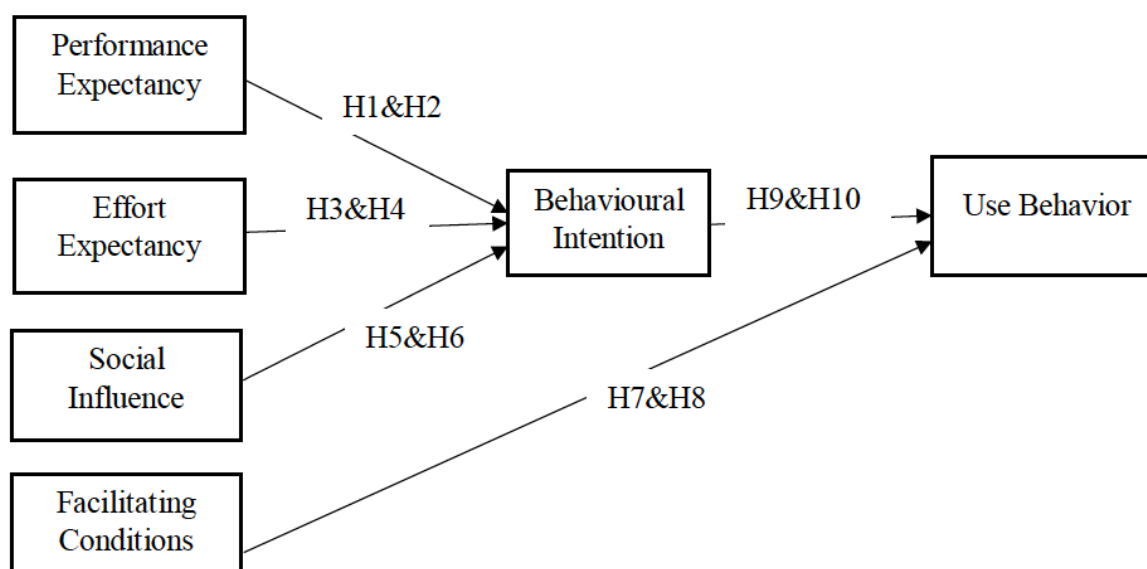 Performance
Expectancy
H1&H2
Effort
Expectancy
H3&H4
Behavioural
Intention
H9&H10
Use Behavior
Social
Influence
H5&H6
H7&H8
Facilitating
Conditions